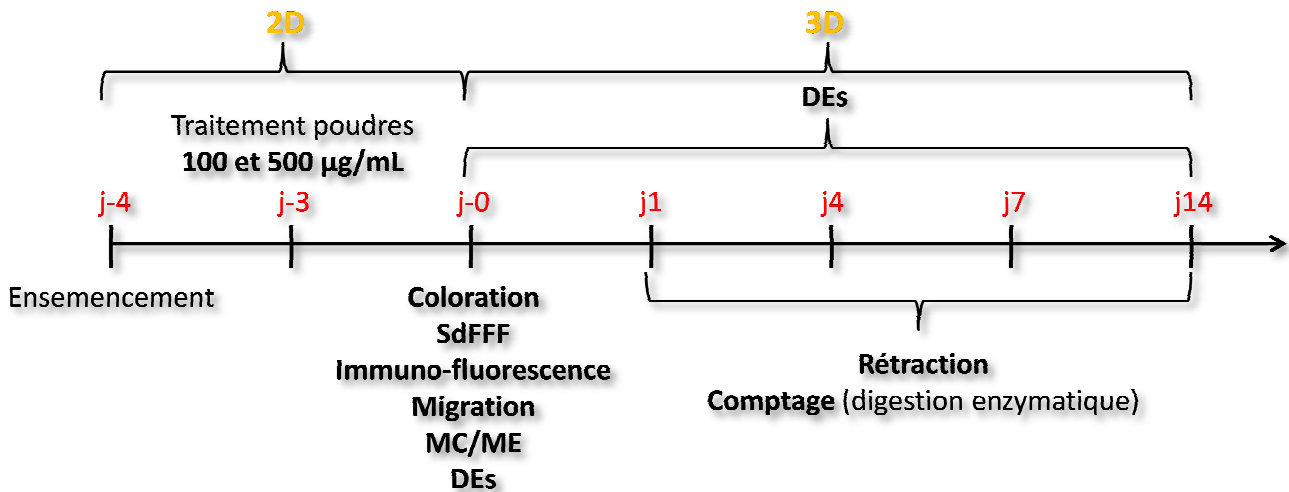 2D
3D
DEs
Traitement poudres
100 et 500 µg/mL
j-4
j-3
j-0
j1
j4
j7
j14
Ensemencement
Coloration
SdFFF
Immuno-fluorescence
Migration
MC/ME
DEs
Rétraction
Comptage (digestion enzymatique)